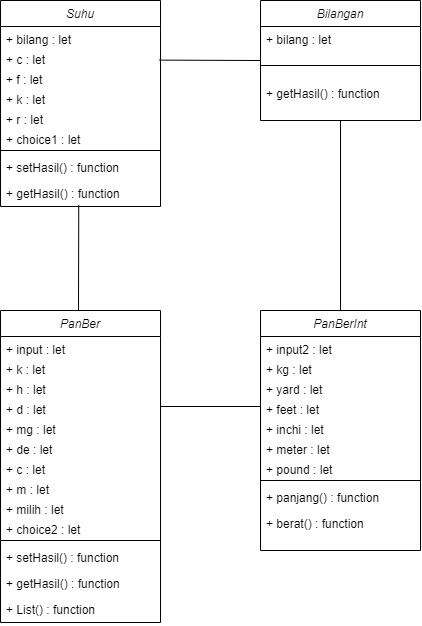 Suhu
+ bilang : let
+ c : let
+ f : let
+ k : let
+ r : let
+ choice1 : let
+ setHasil() : function
+ getHasil() : function
Bilangan
+ bilang : let
+ getHasil() : function
PanBer
+ input : let
+ k : let
+ h : let
+ d : let
+ mg : let
+ de : let
+ c : let
+ m : let
+ milih : let
+ choice2 : let
+ setHasil() : function
+ getHasil() : function
+ List() : function
PanBerInt
+ input2 : let
+ kg : let
+ yard : let
+ feet : let
+ inchi : let
+ meter : let
+ pound : let
+ panjang() : function
+ berat() : function